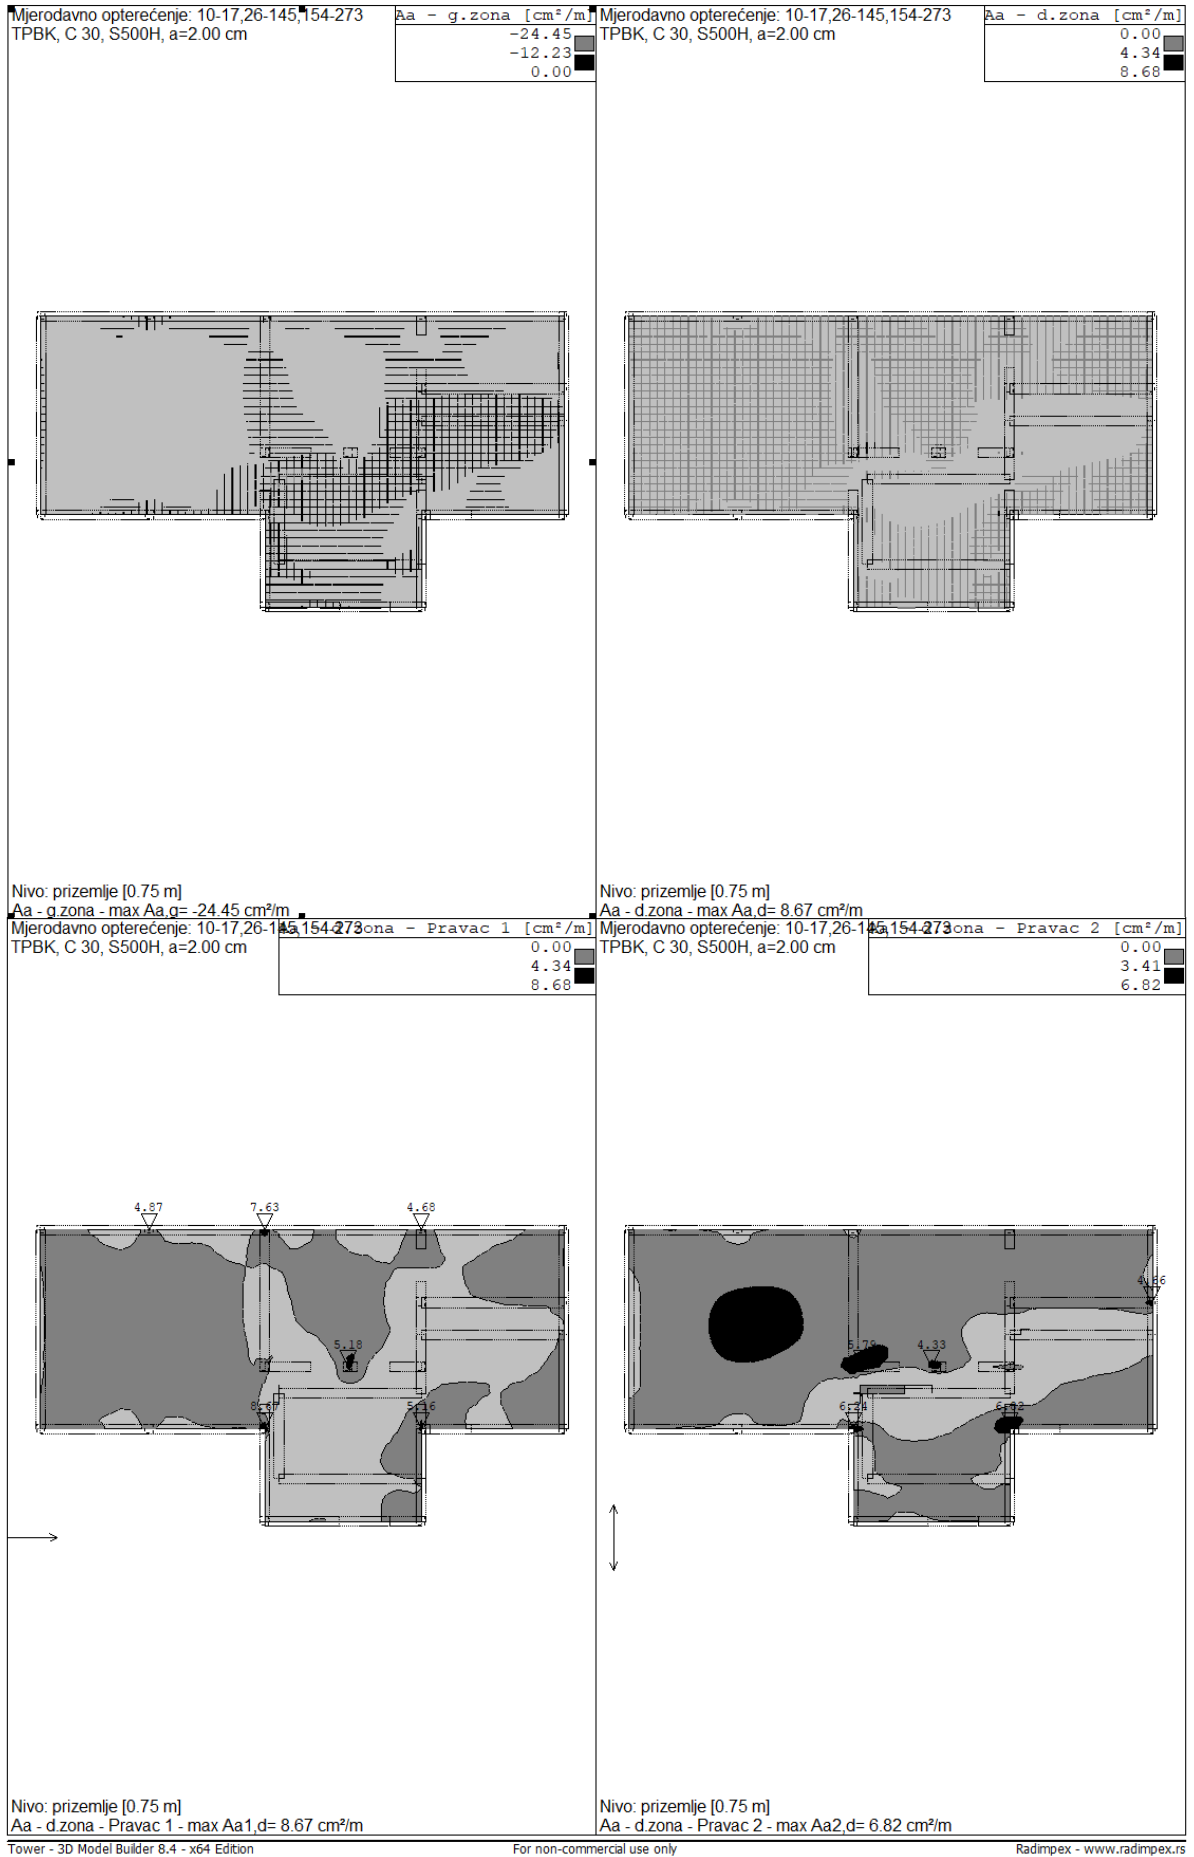 Mjerodavno opterećenje: 10-17,26-145,154-273
TPBK, C 30, S500H, a=2.00 cm
Aa - g.zona [cm²/m]
-24.45
-12.23
0.00
Nivo: prizemlje [0.75 m]
Aa - g.zona - max Aa,g= -24.45 cm²/m
Mjerodavno opterećenje: 10-17,26-145,154-273
TPBK, C 30, S500H, a=2.00 cm
Aa - d.zona [cm²/m]
0.00
4.34
8.68
Nivo: prizemlje [0.75 m]
Aa - d.zona - max Aa,d= 8.67 cm²/m
Mjerodavno opterećenje: 10-17,26-145,154-273
TPBK, C 30, S500H, a=2.00 cm
Aa - d.zona - Pravac 1 [cm²/m]
0.00
4.34
8.68
4.87
7.63
4.68
5.18
8.67
5.16
Nivo: prizemlje [0.75 m]
Aa - d.zona - Pravac 1 - max Aa1,d= 8.67 cm²/m
Mjerodavno opterećenje: 10-17,26-145,154-273
TPBK, C 30, S500H, a=2.00 cm
Aa - d.zona - Pravac 2 [cm²/m]
0.00
3.41
6.82
4.66
5.79
4.33
6.24
6.82
Nivo: prizemlje [0.75 m]
Aa - d.zona - Pravac 2 - max Aa2,d= 6.82 cm²/m
Tower - 3D Model Builder 8.4 - x64 Edition
For non-commercial use only
Radimpex - www.radimpex.rs